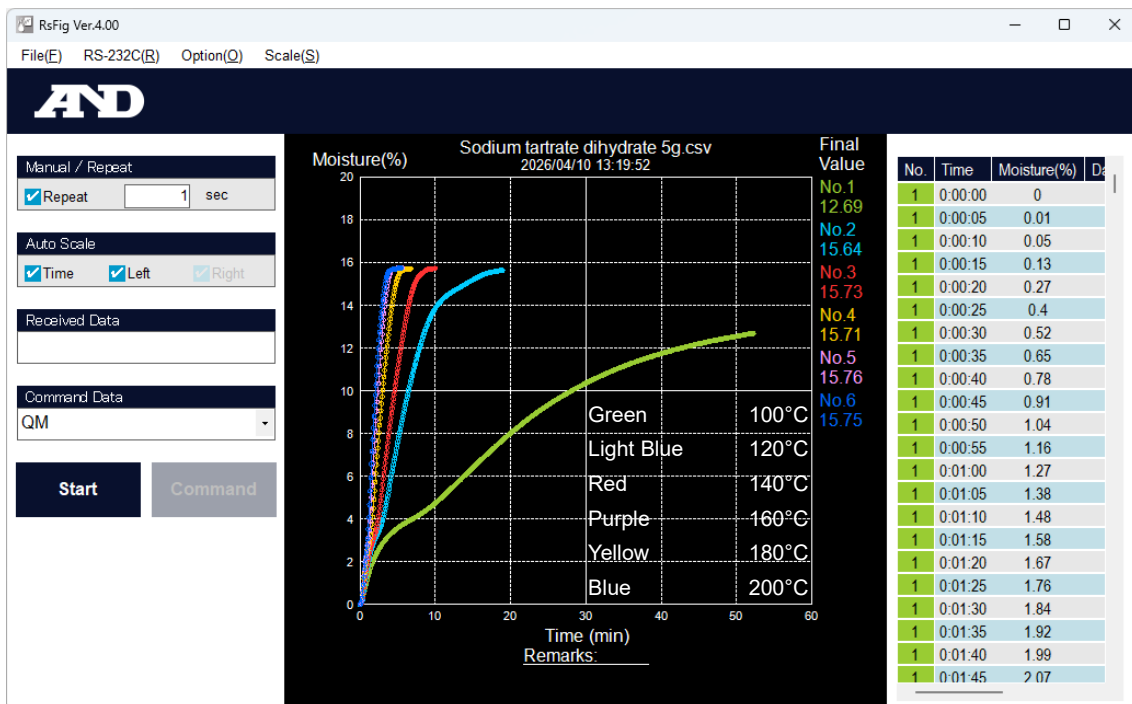 RsFig Ver.4.00
File(F) RS-232C(R) Option(O) Scale(S)
AND
Manual / Repeat
Repeat 1 sec
Auto Scale
Time Left Right
Received Data
Command Data
QM
Start Command
Sodium tartrate dihydrate 5g.csv
2026/04/10 13:19:52
Moisture(%)
20
18
16
14
12
10
8
6
4
2
0
0 10 20 30 40 50 60
Time (min)
Remarks:
Green 100°C
Light Blue 120°C
Red 140°C
Purple 160°C
Yellow 180°C
Blue 200°C
Final
Value
No.1
12.69
No.2
15.64
No.3
15.73
No.4
15.71
No.5
15.76
No.6
15.75
No. Time Moisture(%) Da
1 0:00:00 0
1 0:00:05 0.01
1 0:00:10 0.05
1 0:00:15 0.13
1 0:00:20 0.27
1 0:00:25 0.4
1 0:00:30 0.52
1 0:00:35 0.65
1 0:00:40 0.78
1 0:00:45 0.91
1 0:00:50 1.04
1 0:00:55 1.16
1 0:01:00 1.27
1 0:01:05 1.38
1 0:01:10 1.48
1 0:01:15 1.58
1 0:01:20 1.67
1 0:01:25 1.76
1 0:01:30 1.84
1 0:01:35 1.92
1 0:01:40 1.99
1 0:01:45 2.07